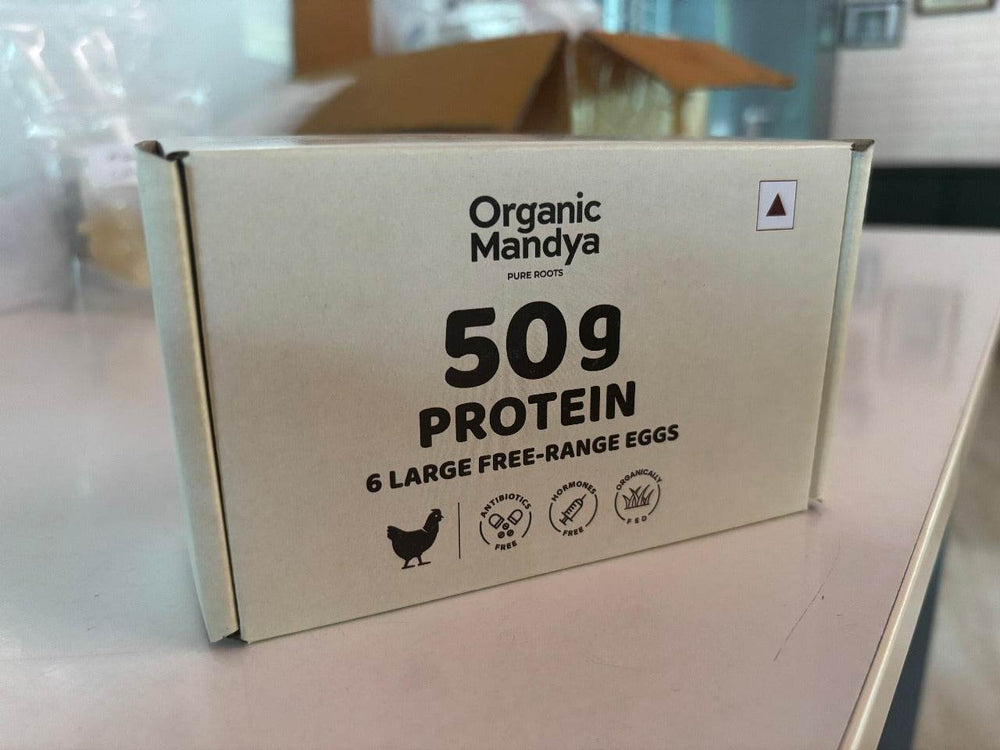 Organic
Mandya
PURE ROOTS
50g
PROTEIN
6 LARGE FREE-RANGE EGGS
ANTIBIOTICS
FREE
HORMONES
FREE
ORGANICALLY
FED